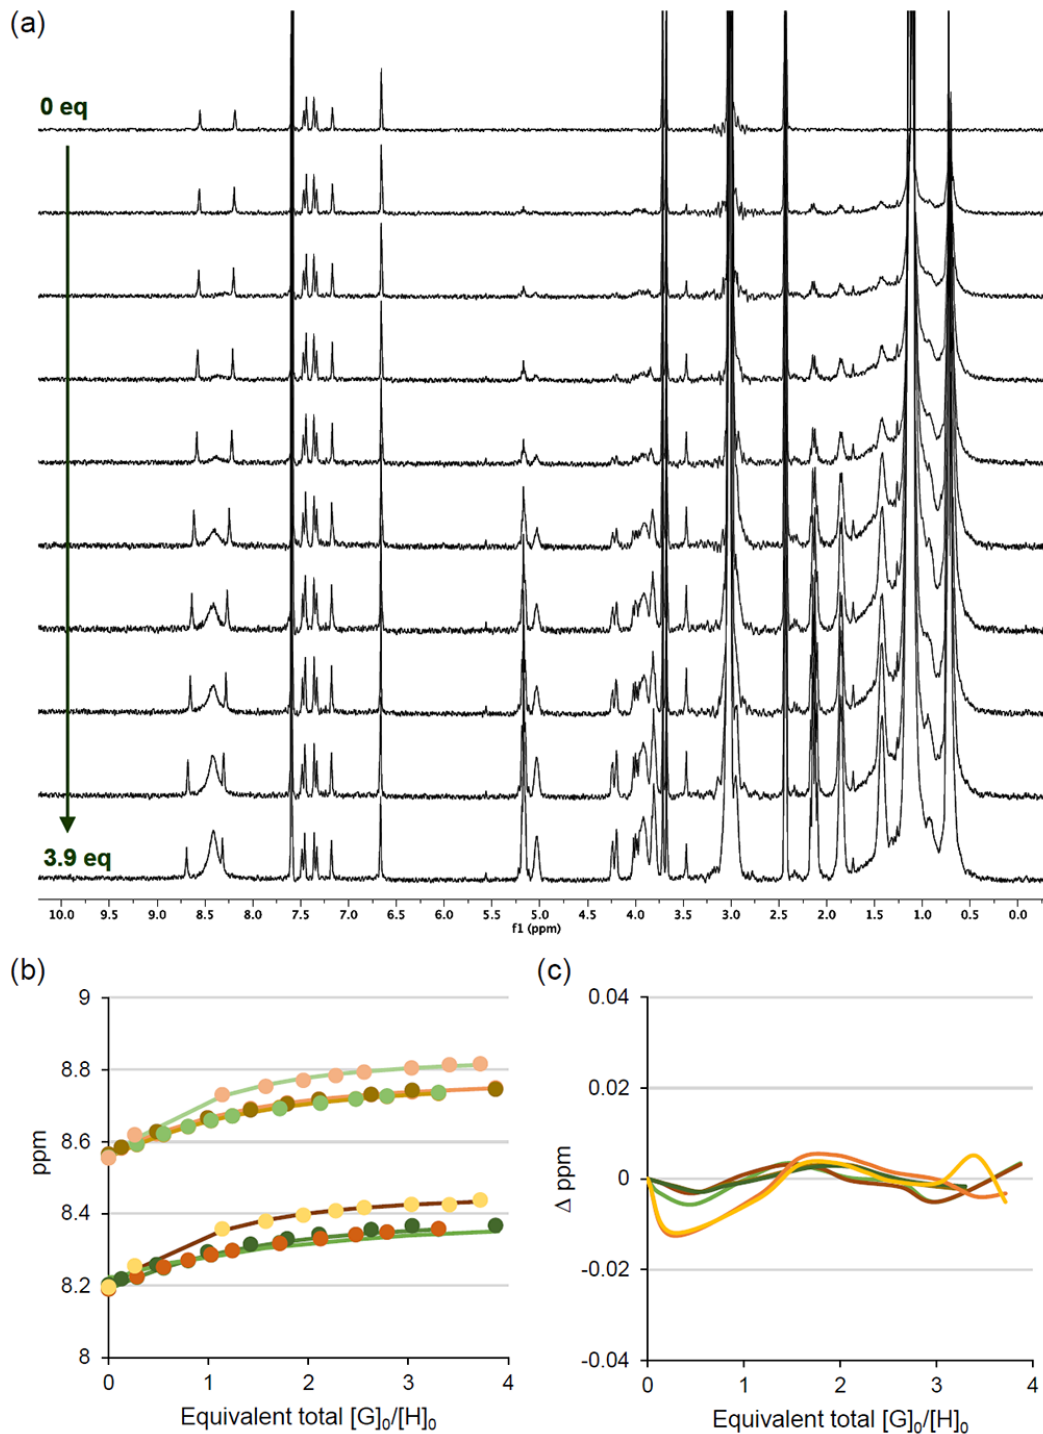 (a)
0 eq
3.9 eq
10.0 9.5 9.0 8.5 8.0 7.5 7.0 6.5 6.0 5.5 5.0 4.5 4.0 3.5 3.0 2.5 2.0 1.5 1.0 0.5 0.0
f1 (ppm)
(b)
9
8.8
8.6
8.4
8.2
8
ppm
0 1 2 3 4
Equivalent total [G]₀/[H]₀
(c)
0.04
0.02
0
-0.02
-0.04
Δ ppm
0 1 2 3 4
Equivalent total [G]₀/[H]₀